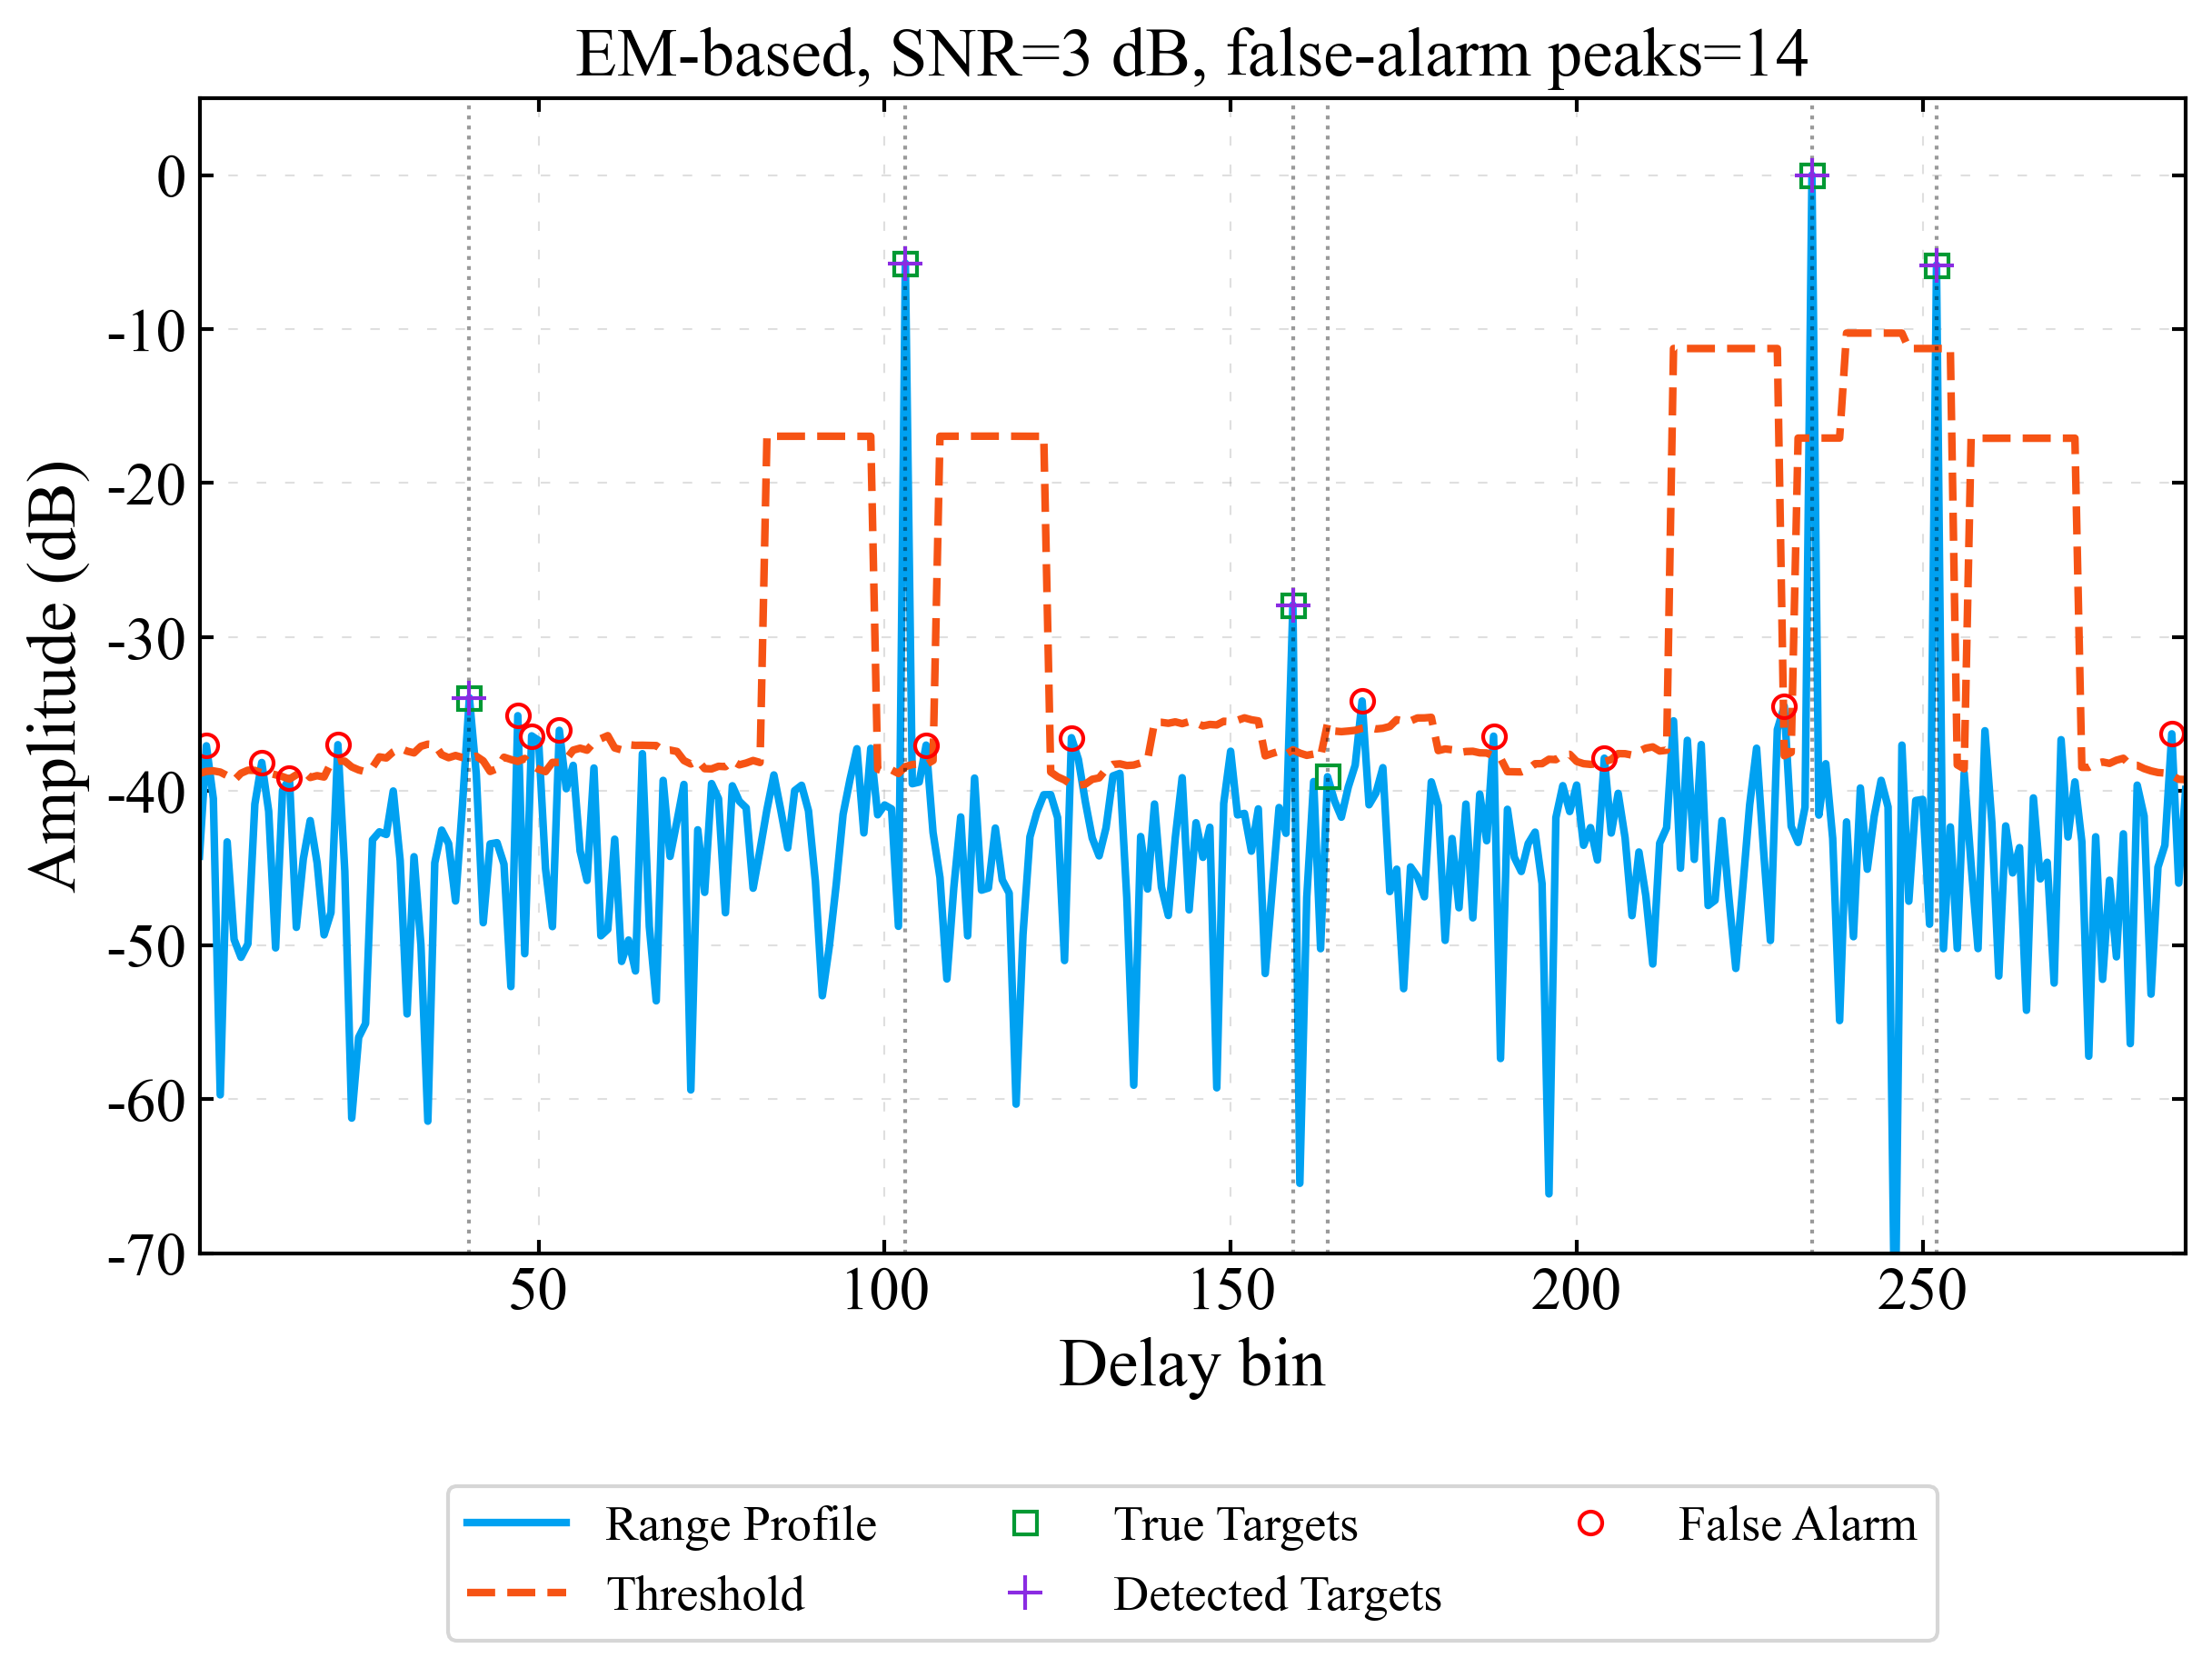 EM-based, SNR=3 dB, false-alarm peaks=14
Amplitude (dB)
0
-10
-20
-30
-40
-50
-60
-70
50 100 150 200 250
Delay bin
Range Profile True Targets False Alarm
Threshold Detected Targets